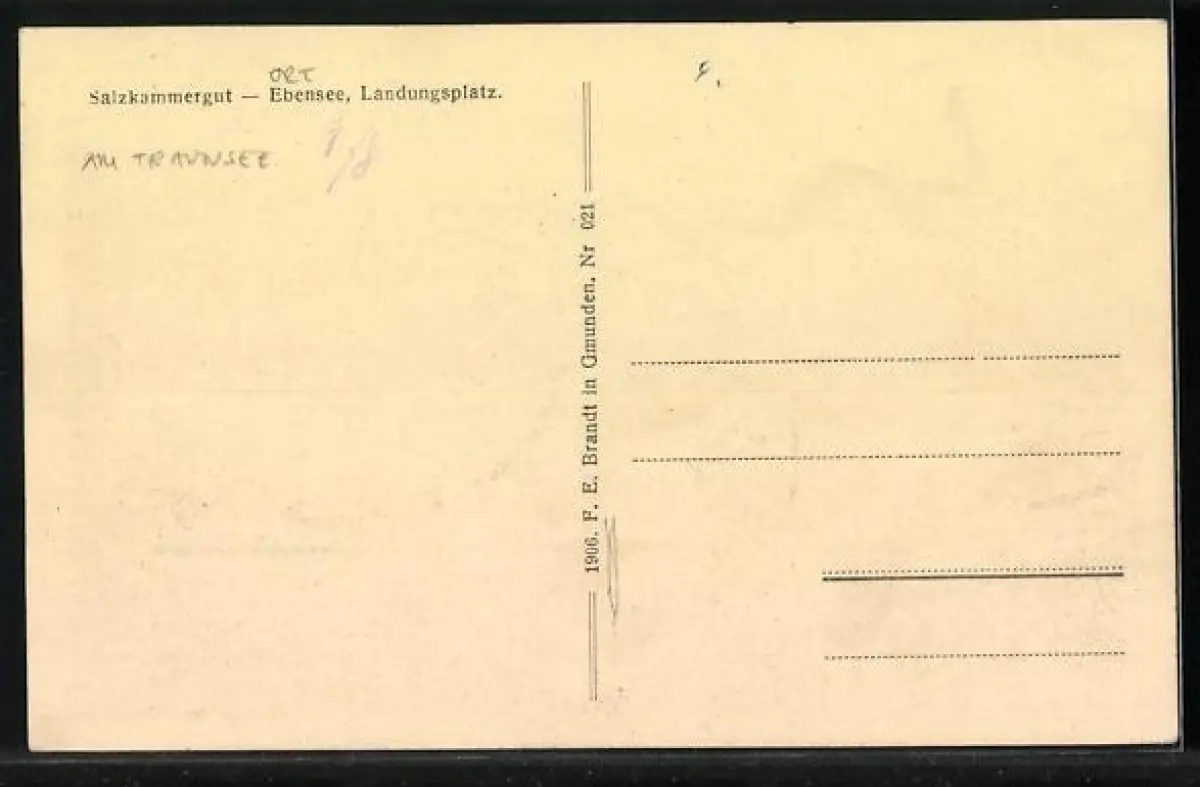 ORT
Salzkammergut — Ebensee, Landungsplatz.
AM TRAUNSEE
1906. F. E. Brandt in Gmunden. Nr 021